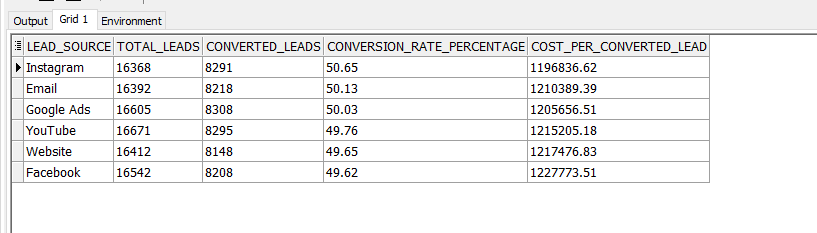 Output Grid 1 Environment
LEAD_SOURCE TOTAL_LEADS CONVERTED_LEADS CONVERSION_RATE_PERCENTAGE COST_PER_CONVERTED_LEAD
Instagram 16368 8291 50.65 1196836.62
Email 16392 8218 50.13 1210389.39
Google Ads 16605 8308 50.03 1205656.51
YouTube 16671 8295 49.76 1215205.18
Website 16412 8148 49.65 1217476.83
Facebook 16542 8208 49.62 1227773.51